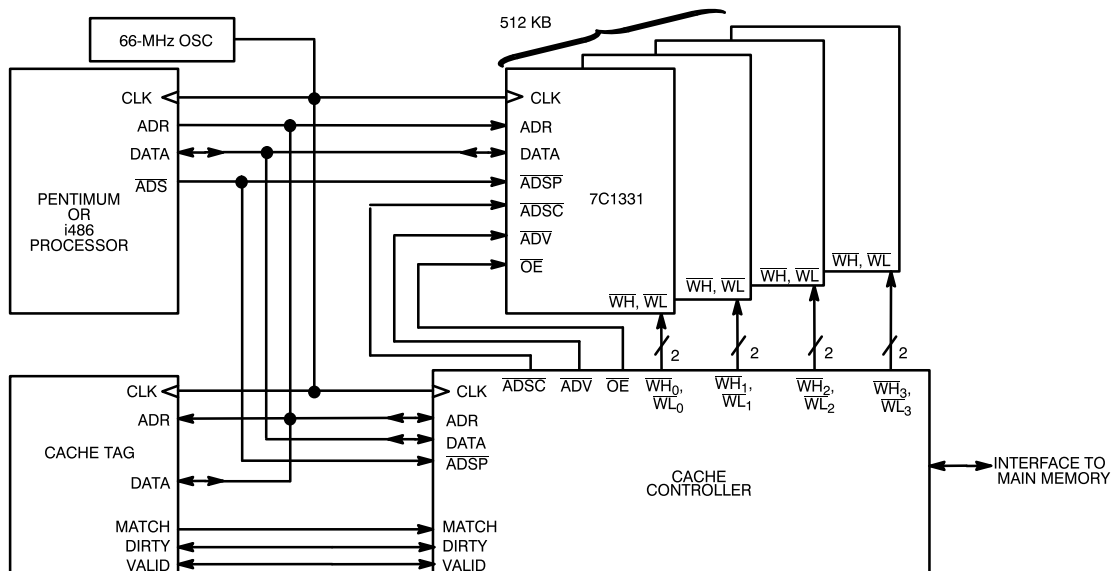 512 KB
66-MHz OSC
CLK
ADR
DATA
ADS
PENTIMUM
OR
i486
PROCESSOR
CLK
ADR
DATA
ADSP
ADSC
ADV
OE
7C1331
WH, WL
WH, WL
WH, WL
WH, WL
2
2
2
2
CLK
ADR
CACHE TAG
DATA
MATCH
DIRTY
VALID
CLK
ADR
DATA
ADSP
MATCH
DIRTY
VALID
ADSC
ADV
OE
WH0,
WL0
WH1,
WL1
WH2,
WL2
WH3,
WL3
CACHE
CONTROLLER
INTERFACE TO
MAIN MEMORY